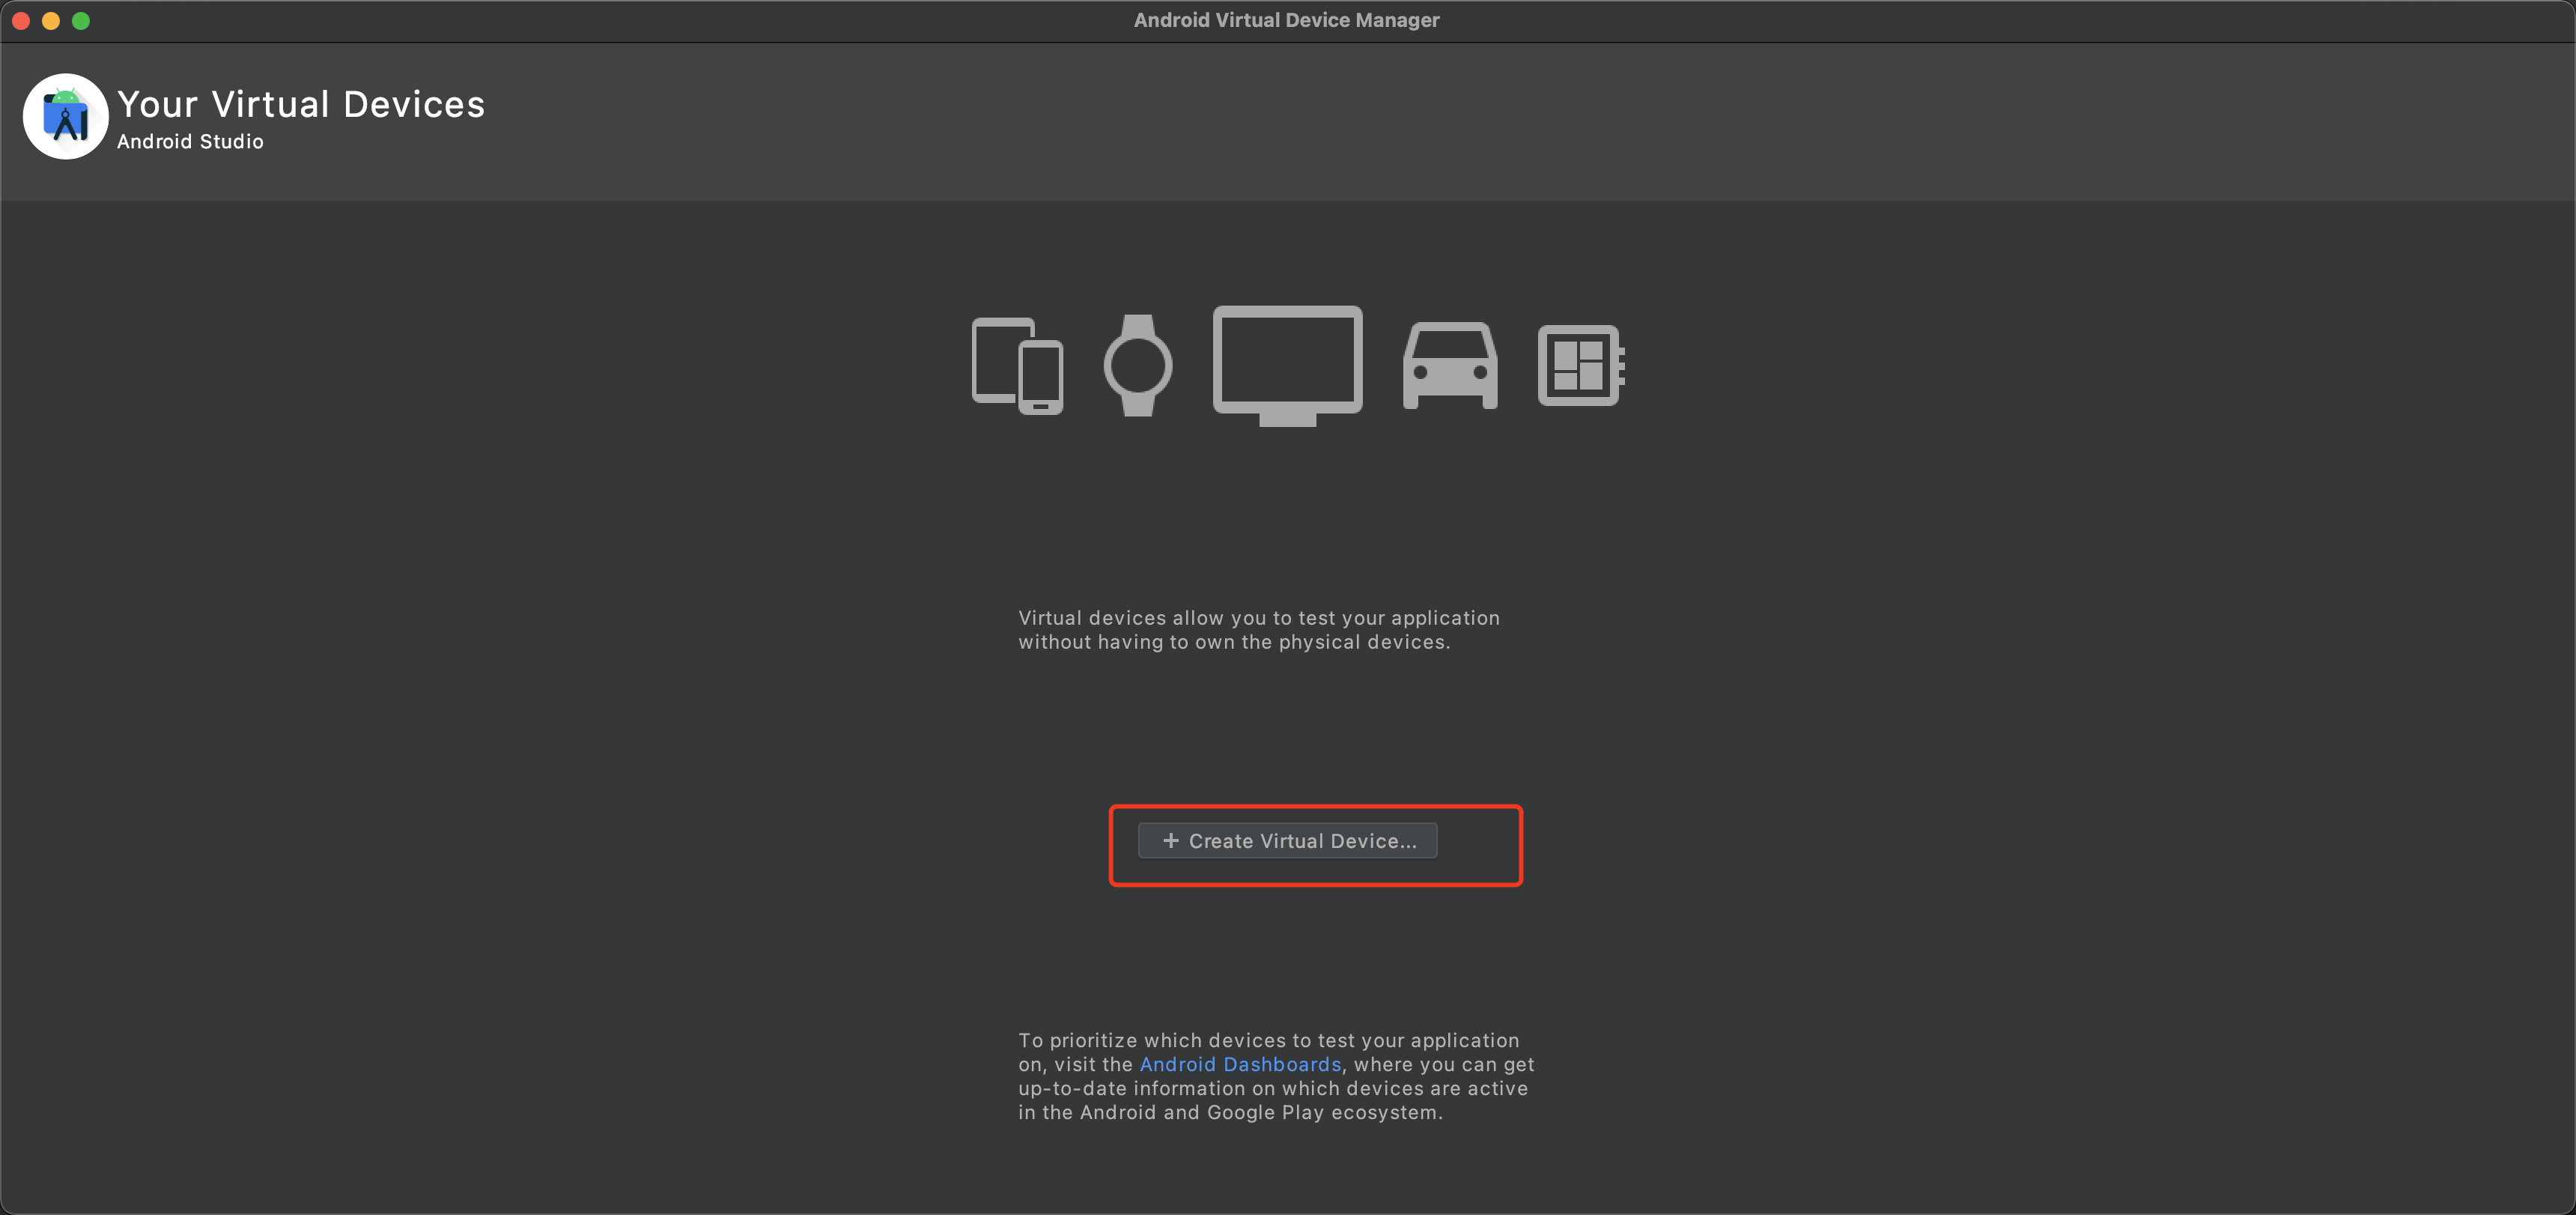 Android Virtual Device Manager
Your Virtual Devices
Android Studio
Virtual devices allow you to test your application
without having to own the physical devices.
+ Create Virtual Device...
To prioritize which devices to test your application
on, visit the Android Dashboards, where you can get
up-to-date information on which devices are active
in the Android and Google Play ecosystem.